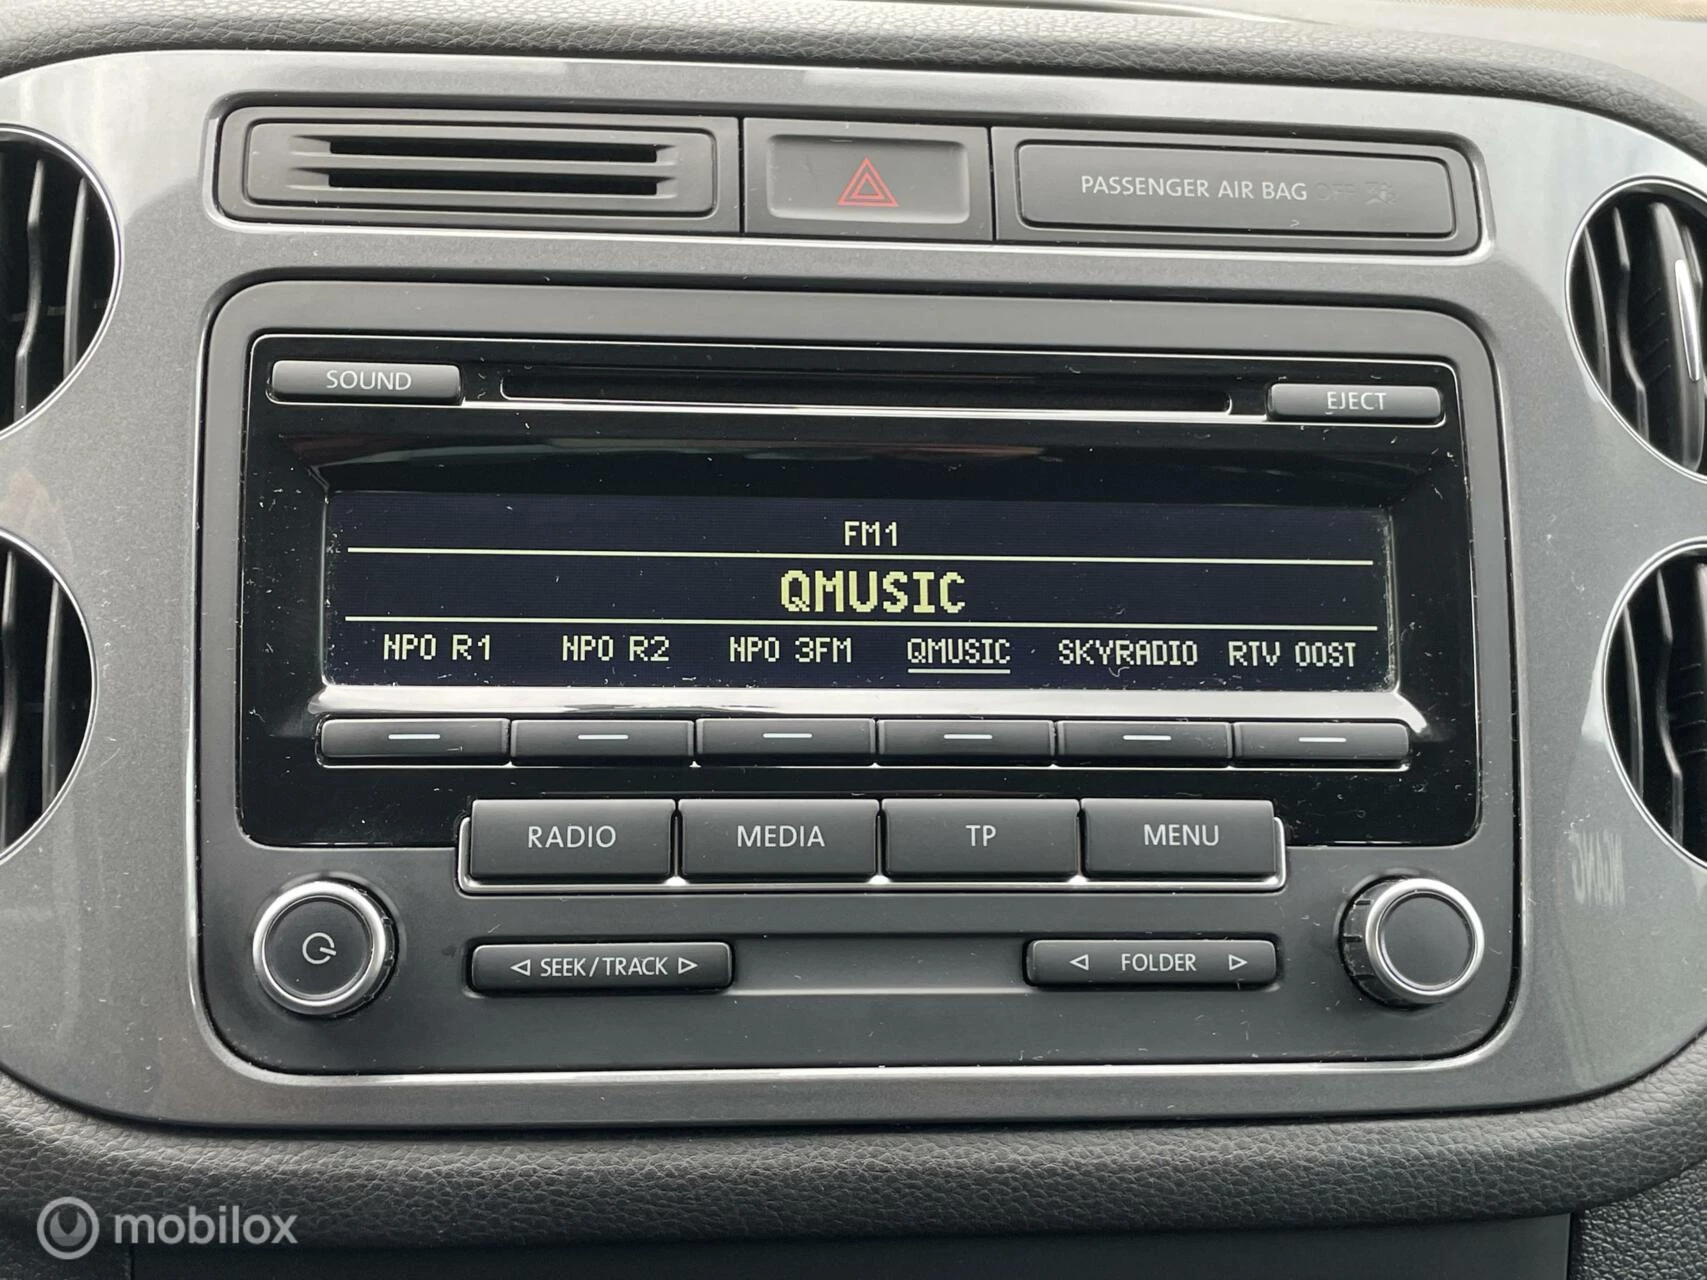 PASSENGER AIR BAG OFF
SOUND
EJECT
FM1
QMUSIC
NPO R1 NPO R2 NPO 3FM QMUSIC SKYRADIO RTV OOST
RADIO MEDIA TP MENU
SEEK / TRACK FOLDER
mobilox